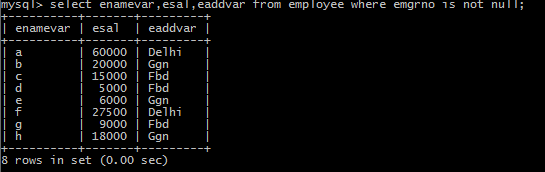 mysql> select enamevar,esal,eaddvar from employee where emgrno is not null;
+----------+-------+---------+
| enamevar | esal  | eaddvar |
+----------+-------+---------+
| a        | 60000 | Delhi   |
| b        | 20000 | Ggn     |
| c        | 15000 | Fbd     |
| d        |  5000 | Fbd     |
| e        |  6000 | Ggn     |
| f        | 27500 | Delhi   |
| g        |  9000 | Fbd     |
| h        | 18000 | Ggn     |
+----------+-------+---------+
8 rows in set (0.00 sec)